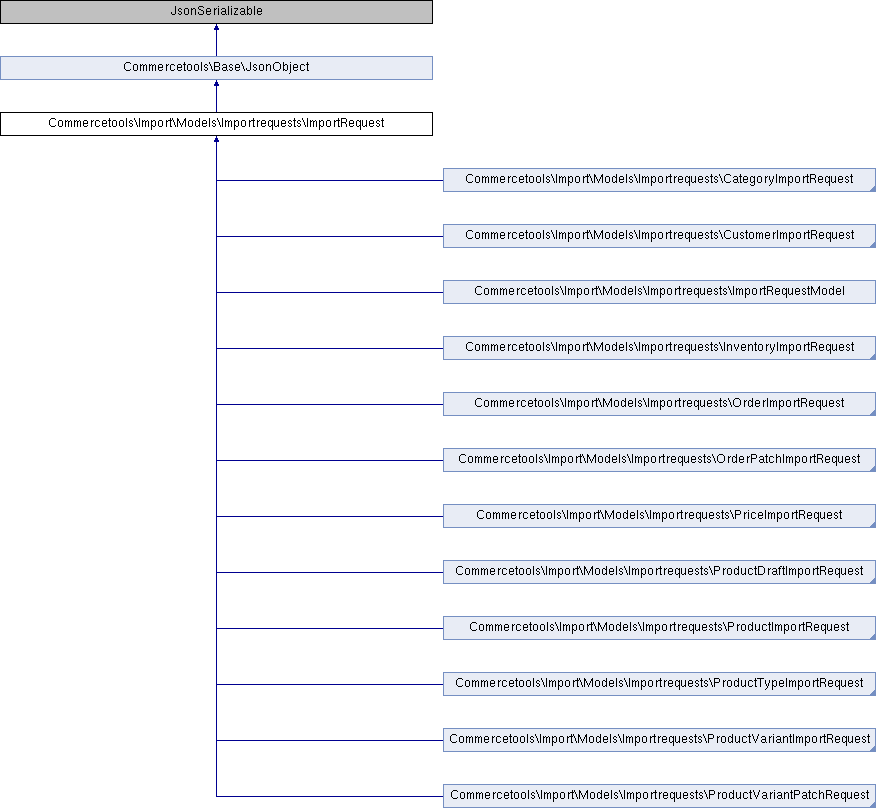 JsonSerializable
Commercetools\Base\JsonObject
Commercetools\Import\Models\Importrequests\ImportRequest
Commercetools\Import\Models\Importrequests\CategoryImportRequest
Commercetools\Import\Models\Importrequests\CustomerImportRequest
Commercetools\Import\Models\Importrequests\ImportRequestModel
Commercetools\Import\Models\Importrequests\InventoryImportRequest
Commercetools\Import\Models\Importrequests\OrderImportRequest
Commercetools\Import\Models\Importrequests\OrderPatchImportRequest
Commercetools\Import\Models\Importrequests\PriceImportRequest
Commercetools\Import\Models\Importrequests\ProductDraftImportRequest
Commercetools\Import\Models\Importrequests\ProductImportRequest
Commercetools\Import\Models\Importrequests\ProductTypeImportRequest
Commercetools\Import\Models\Importrequests\ProductVariantImportRequest
Commercetools\Import\Models\Importrequests\ProductVariantPatchRequest